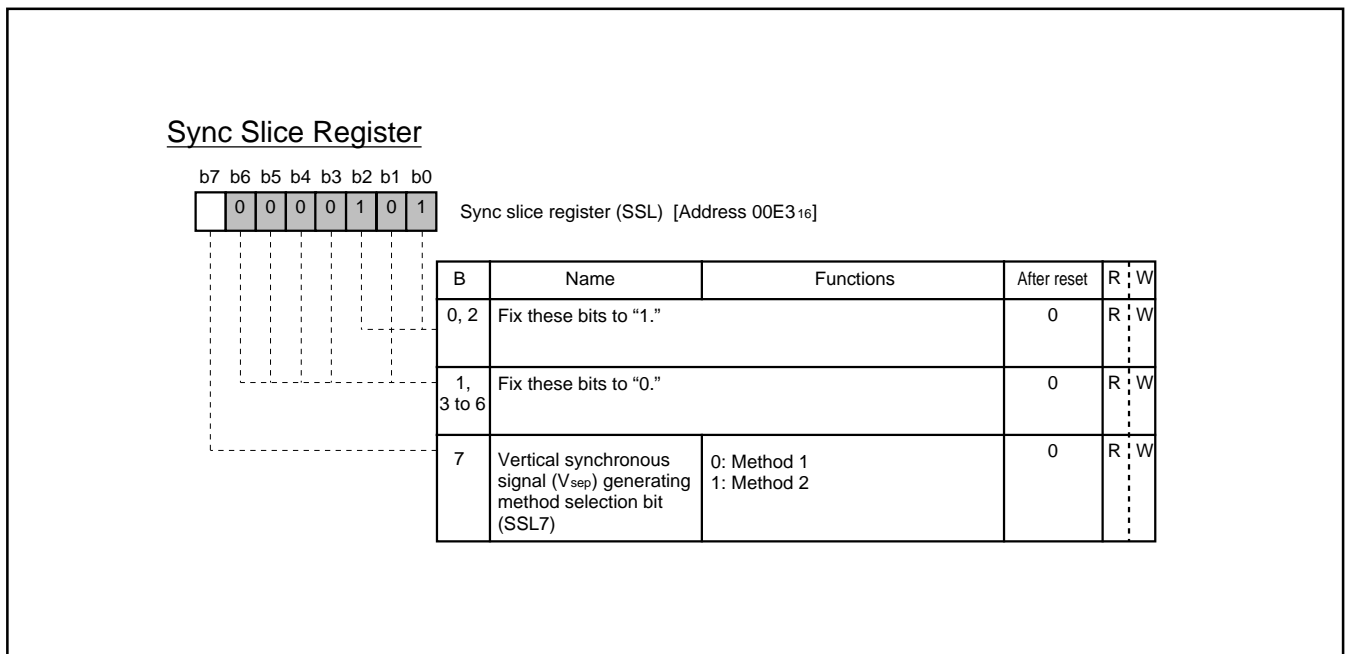 Sync Slice Register
b7 b6 b5 b4 b3 b2 b1 b0
0 0 0 0 1 0 1
Sync slice register (SSL) [Address 00E3₁₆]
B Name Functions After reset R W
0, 2 Fix these bits to “1.” 0 R W
1,
3 to 6
Fix these bits to “0.” 0 R W
7 Vertical synchronous
signal (Vsep) generating
method selection bit
(SSL7)
0: Method 1
1: Method 2
0 R W